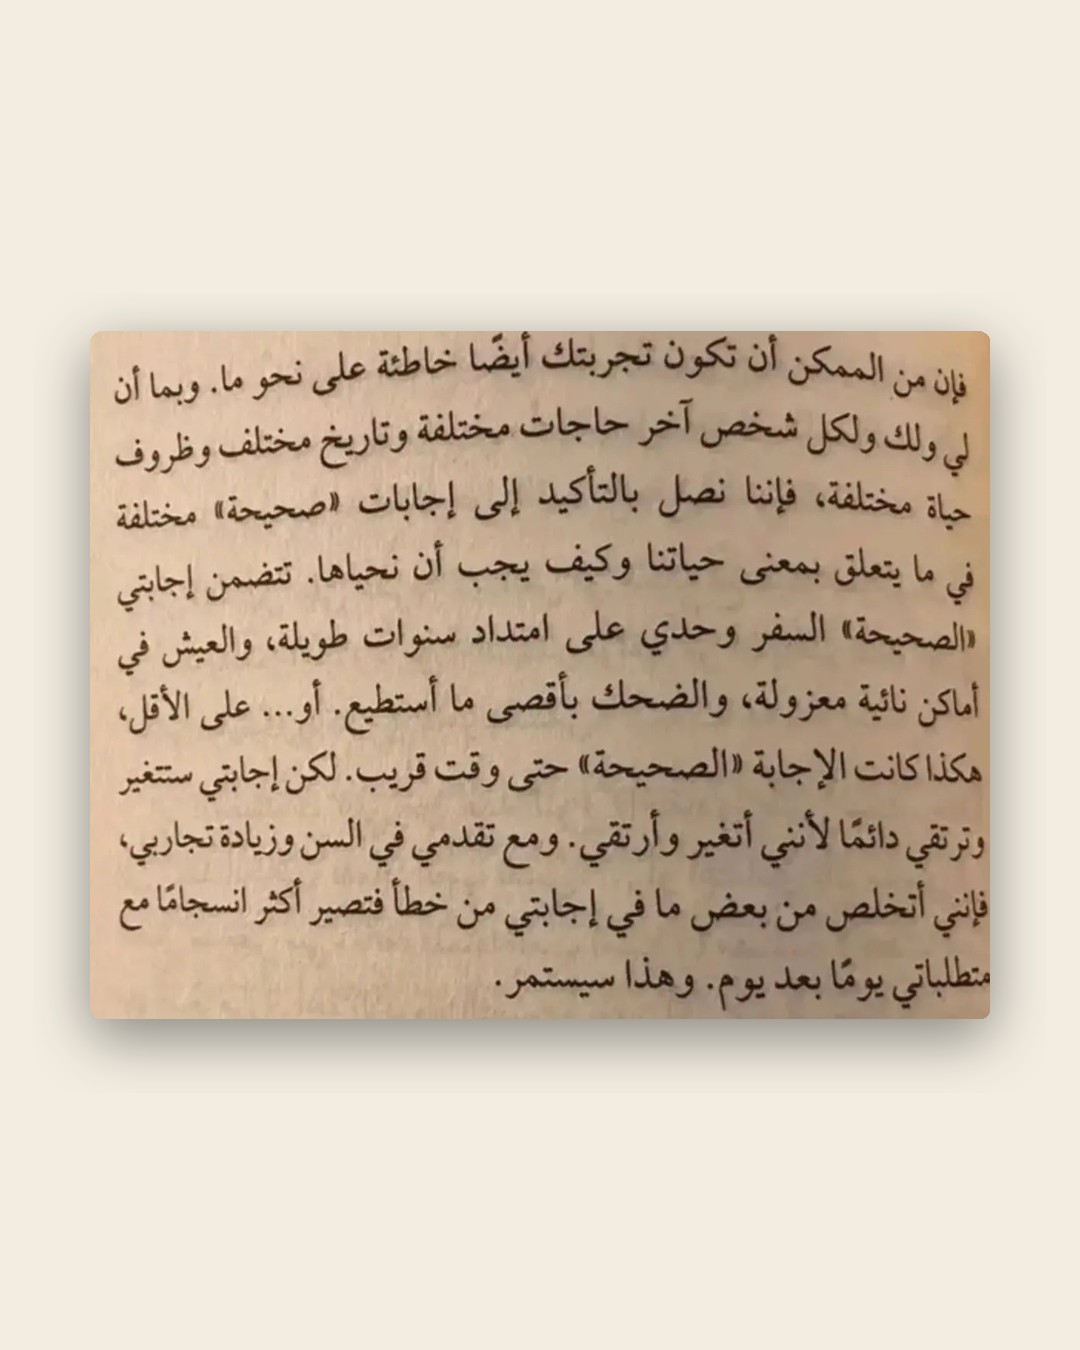 فإن من الممكن أن تكون تجربتك أيضًا خاطئة على نحو ما. وبما أن
لي ولك ولكل شخص آخر حاجات مختلفة وتاريخ مختلف وظروف
حياة مختلفة، فإننا نصل بالتأكيد إلى إجابات «صحيحة» مختلفة
في ما يتعلق بمعنى حياتنا وكيف يجب أن نحياها. تتضمن إجابتي
«الصحيحة» السفر وحدي على امتداد سنوات طويلة، والعيش في
أماكن نائية معزولة، والضحك بأقصى ما أستطيع. أو... على الأقل،
هكذا كانت الإجابة «الصحيحة» حتى وقت قريب. لكن إجابتي ستتغير
وترتقي دائمًا لأنني أتغير وأرتقي. ومع تقدمي في السن وزيادة تجاربي،
فإنني أتخلص من بعض ما في إجابتي من خطأ فتصير أكثر انسجامًا مع
متطلباتي يومًا بعد يوم. وهذا سيستمر.